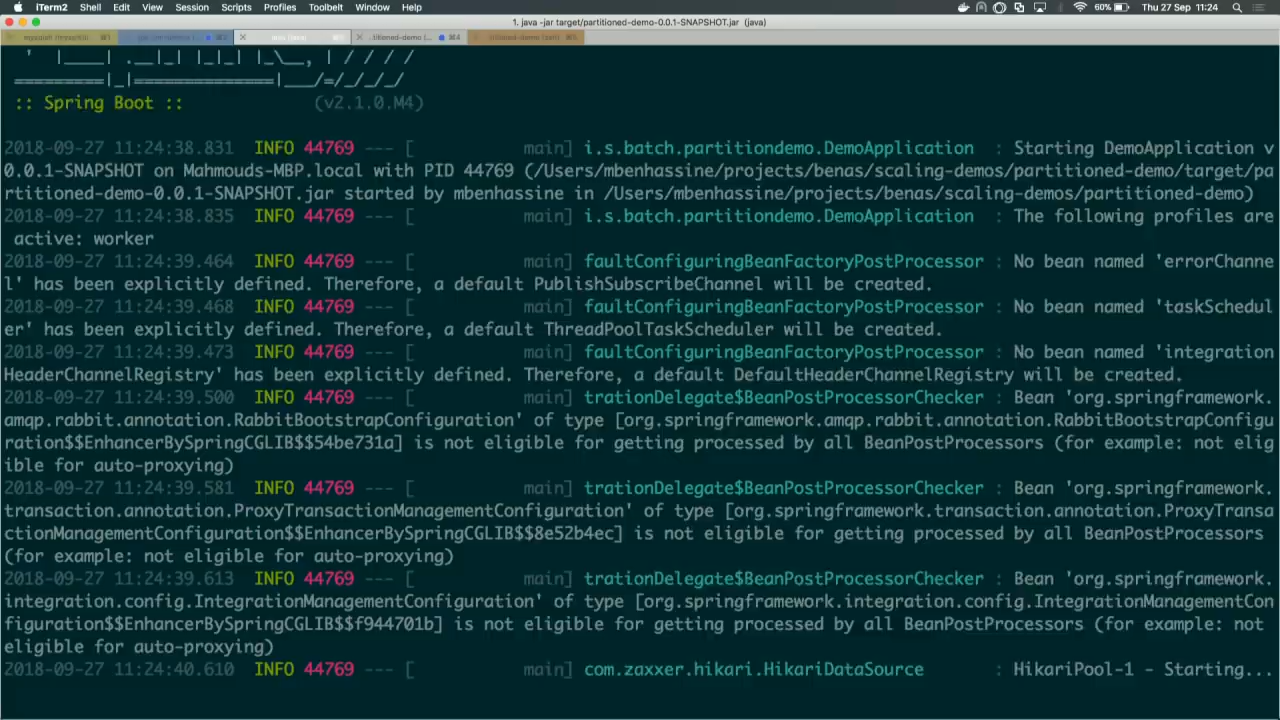 iTerm2 Shell Edit View Session Scripts Profiles Toolbelt Window Help 60% Thu 27 Sep 11:24
1. java -jar target/partitioned-demo-0.0.1-SNAPSHOT.jar (java)
⌘1 ⌘2 ...titioned-demo (... ⌘4 ⌘5
:: Spring Boot :: (v2.1.0.M4)
2018-09-27 11:24:38.831 INFO 44769 --- [ main] i.s.batch.partitiondemo.DemoApplication : Starting DemoApplication v
0.0.1-SNAPSHOT on Mahmouds-MBP.local with PID 44769 (/Users/mbenhassine/projects/benas/scaling-demos/partitioned-demo/target/pa
rtitioned-demo-0.0.1-SNAPSHOT.jar started by mbenhassine in /Users/mbenhassine/projects/benas/scaling-demos/partitioned-demo)
2018-09-27 11:24:38.835 INFO 44769 --- [ main] i.s.batch.partitiondemo.DemoApplication : The following profiles are
active: worker
2018-09-27 11:24:39.464 INFO 44769 --- [ main] faultConfiguringBeanFactoryPostProcessor : No bean named 'errorChanne
l' has been explicitly defined. Therefore, a default PublishSubscribeChannel will be created.
2018-09-27 11:24:39.468 INFO 44769 --- [ main] faultConfiguringBeanFactoryPostProcessor : No bean named 'taskSchedul
er' has been explicitly defined. Therefore, a default ThreadPoolTaskScheduler will be created.
2018-09-27 11:24:39.473 INFO 44769 --- [ main] faultConfiguringBeanFactoryPostProcessor : No bean named 'integration
HeaderChannelRegistry' has been explicitly defined. Therefore, a default DefaultHeaderChannelRegistry will be created.
2018-09-27 11:24:39.500 INFO 44769 --- [ main] trationDelegate$BeanPostProcessorChecker : Bean 'org.springframework.
amqp.rabbit.annotation.RabbitBootstrapConfiguration' of type [org.springframework.amqp.rabbit.annotation.RabbitBootstrapConfigu
ration$$EnhancerBySpringCGLIB$$54be731a] is not eligible for getting processed by all BeanPostProcessors (for example: not elig
ible for auto-proxying)
2018-09-27 11:24:39.581 INFO 44769 --- [ main] trationDelegate$BeanPostProcessorChecker : Bean 'org.springframework.
transaction.annotation.ProxyTransactionManagementConfiguration' of type [org.springframework.transaction.annotation.ProxyTransa
ctionManagementConfiguration$$EnhancerBySpringCGLIB$$8e52b4ec] is not eligible for getting processed by all BeanPostProcessors
(for example: not eligible for auto-proxying)
2018-09-27 11:24:39.613 INFO 44769 --- [ main] trationDelegate$BeanPostProcessorChecker : Bean 'org.springframework.
integration.config.IntegrationManagementConfiguration' of type [org.springframework.integration.config.IntegrationManagementCon
figuration$$EnhancerBySpringCGLIB$$f944701b] is not eligible for getting processed by all BeanPostProcessors (for example: not
eligible for auto-proxying)
2018-09-27 11:24:40.610 INFO 44769 --- [ main] com.zaxxer.hikari.HikariDataSource : HikariPool-1 - Starting...